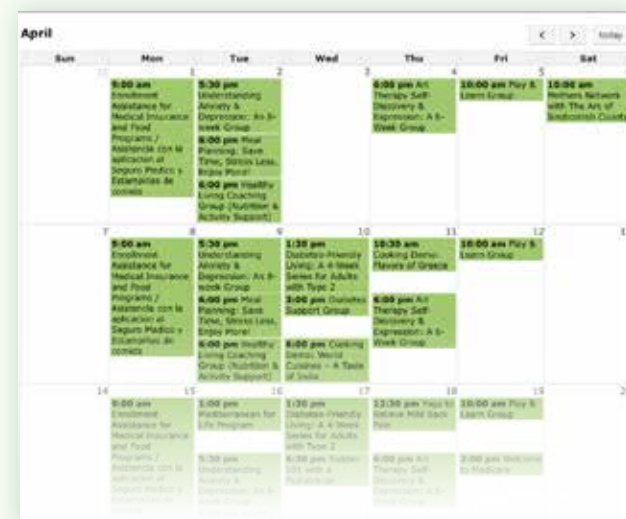 April
< > today
Sun Mon Tue Wed Thu Fri Sat
31 1 2 3 4 5
9:00 am
Enrollment
Assistance for
Medical Insurance
and Food
Programs /
Asistencia con la
aplicacion al
Seguro Medico y
Estampillas de
comida
5:30 pm
Understanding
Anxiety &
Depression: An 8-
week Group
6:00 pm Meal
Planning: Save
Time, Stress Less,
Enjoy More!
6:00 pm Healthy
Living Coaching
Group (Nutrition &
Activity Support)
6:00 pm Art
Therapy Self-
Discovery &
Expression: A 6-
Week Group
10:00 am Play &
Learn Group
10:00 am
Mothers Network
with The Art of
7 8 9 10 11 12
9:00 am
Enrollment
Assistance for
Medical Insurance
and Food
Programs /
Asistencia con la
aplicacion al
Seguro Medico y
Estampillas de
comida
5:30 pm
Understanding
Anxiety &
Depression: An 8-
week Group
6:00 pm Meal
Planning: Save
Time, Stress Less,
Enjoy More!
6:00 pm Healthy
Living Coaching
Group (Nutrition &
Activity Support)
1:30 pm
Diabetes-Friendly
Living: A 4-Week
Series for Adults
with Type 2
3:00 pm Diabetes
Support Group
6:00 pm Cooking
Demo: World
Cuisines - A Taste
of India
10:30 am
Cooking Demo:
Flavors of Greece
6:00 pm Art
Therapy Self-
Discovery &
Expression: A 6-
Week Group
10:00 am Play &
Learn Group
14 15 16 17 18 19
9:00 am
Enrollment
Assistance for
Medical Insurance
and Food
Programs /
Asistencia con la
aplicacion al
Seguro Medico y
1:00 pm
Mediterranean for
Life Program
5:30 pm
Understanding
Anxiety &
Depression: An 8-
1:30 pm
Diabetes-Friendly
Living: A 4-Week
Series for Adults
with Type 2
6:30 pm
101 with a
Pediatrician
12:30 pm Yoga to
Relieve Mild Back
Pain
6:00 pm Art
Therapy Self-
Discovery &
Expression: A 6-
10:00 am Play &
Learn Group
2:00 pm Welcome
to Medicare